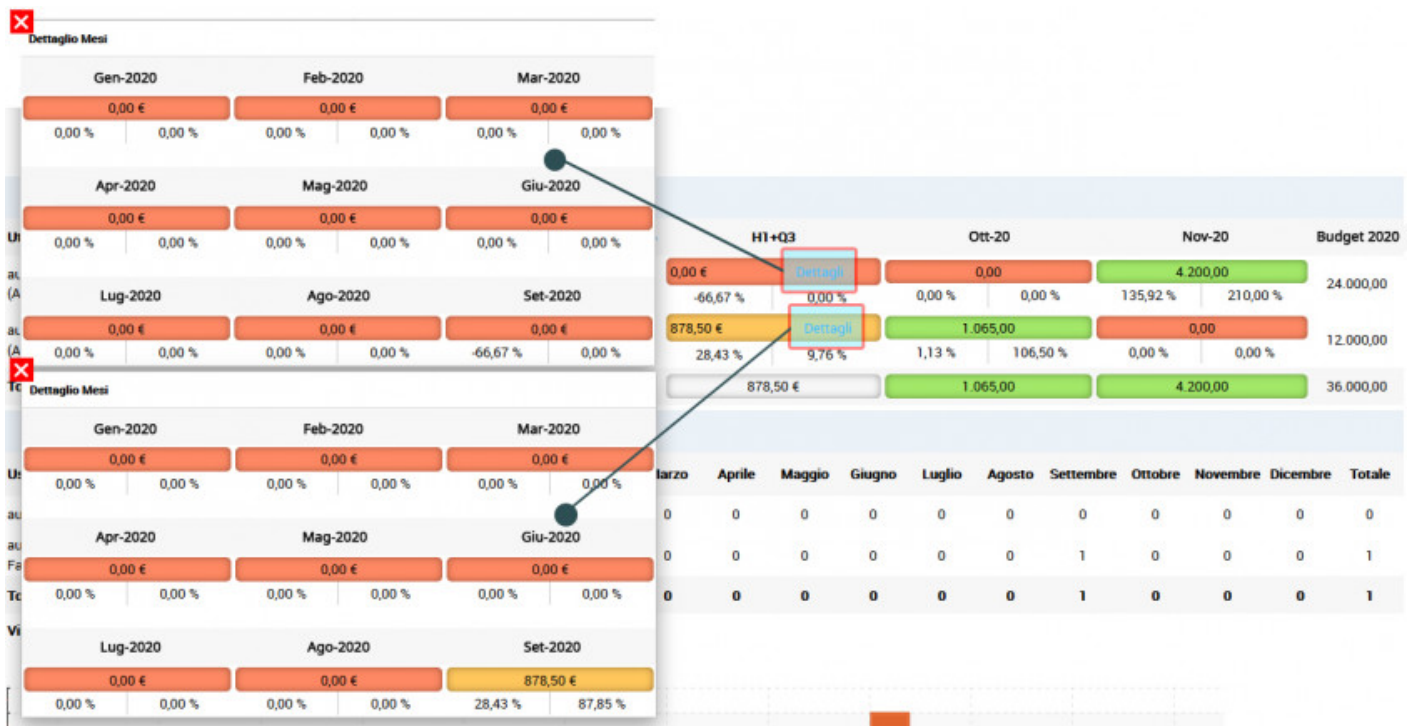 Dettaglio Mesi
Gen-2020 Feb-2020 Mar-2020
0,00 € 0,00 € 0,00 €
0,00 % 0,00 % 0,00 % 0,00 % 0,00 % 0,00 %
Apr-2020 Mag-2020 Giu-2020
0,00 € 0,00 € 0,00 €
0,00 % 0,00 % 0,00 % 0,00 % 0,00 % 0,00 %
Lug-2020 Ago-2020 Set-2020
0,00 € 0,00 € 0,00 €
0,00 % 0,00 % 0,00 % 0,00 % -66,67 % 0,00 %
H1+Q3 Ott-20 Nov-20 Budget 2020
0,00 € Dettagli 0,00 4.200,00 24.000,00
-66,67 % 0,00 % 0,00 % 0,00 % 135,92 % 210,00 %
878,50 € Dettagli 1.065,00 0,00 12.000,00
28,43 % 9,76 % 1,13 % 106,50 % 0,00 % 0,00 %
878,50 € 1.065,00 4.200,00 36.000,00
Dettaglio Mesi
Gen-2020 Feb-2020 Mar-2020
0,00 € 0,00 € 0,00 €
0,00 % 0,00 % 0,00 % 0,00 % 0,00 % 0,00 %
Apr-2020 Mag-2020 Giu-2020
0,00 € 0,00 € 0,00 €
0,00 % 0,00 % 0,00 % 0,00 % 0,00 % 0,00 %
Lug-2020 Ago-2020 Set-2020
0,00 € 0,00 € 878,50 €
0,00 % 0,00 % 0,00 % 0,00 % 28,43 % 87,85 %
Aprile Maggio Giugno Luglio Agosto Settembre Ottobre Novembre Dicembre Totale
0 0 0 0 0 0 0 0 0 0 0
0 0 0 0 0 0 1 0 0 0 1
0 0 0 0 0 0 1 0 0 0 1